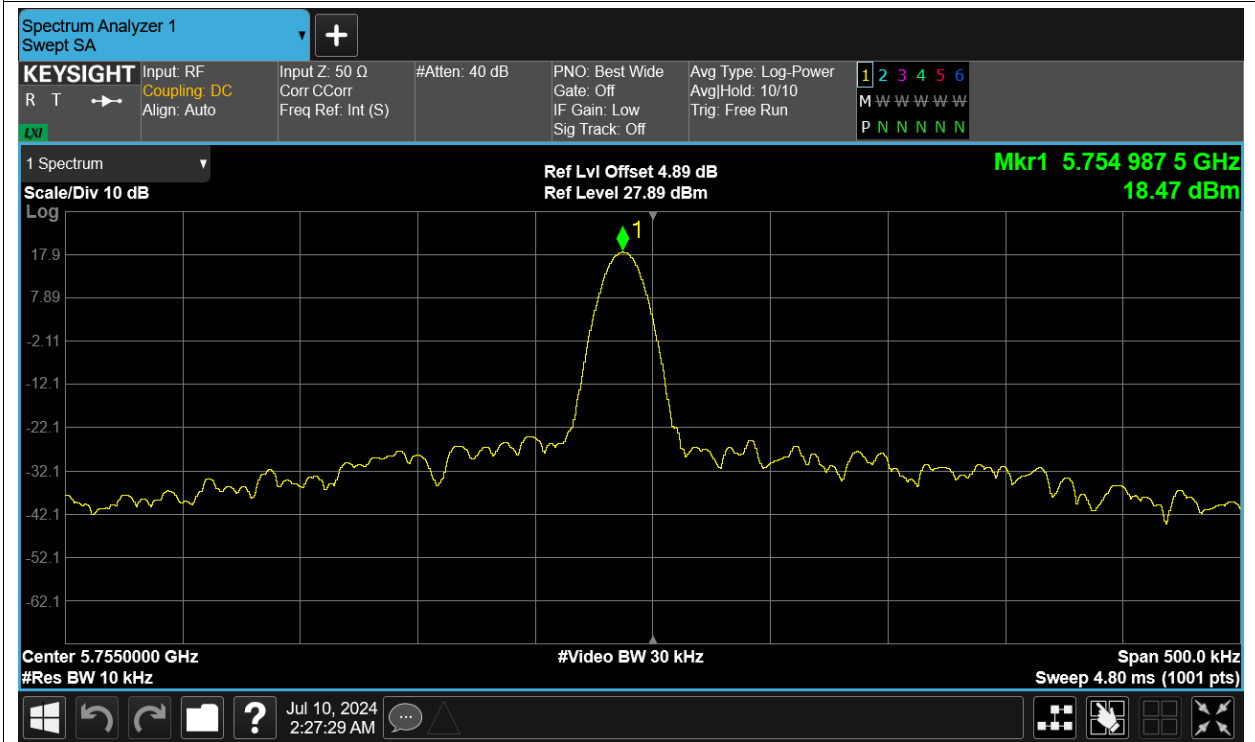 Spectrum Analyzer 1
Swept SA
+
KEYSIGHT
R T
LXI
Input: RF
Coupling: DC
Align: Auto
Input Z: 50 Ω
Corr CCorr
Freq Ref: Int (S)
#Atten: 40 dB
PNO: Best Wide
Gate: Off
IF Gain: Low
Sig Track: Off
Avg Type: Log-Power
Avg|Hold: 10/10
Trig: Free Run
1 2 3 4 5 6
M W W W W W
P N N N N N
1 Spectrum
Scale/Div 10 dB
Log
Ref Lvl Offset 4.89 dB
Ref Level 27.89 dBm
Mkr1 5.754 987 5 GHz
18.47 dBm
1
17.9
7.89
-2.11
-12.1
-22.1
-32.1
-42.1
-52.1
-62.1
Center 5.7550000 GHz
#Res BW 10 kHz
#Video BW 30 kHz
Span 500.0 kHz
Sweep 4.80 ms (1001 pts)
?
Jul 10, 2024
2:27:29 AM